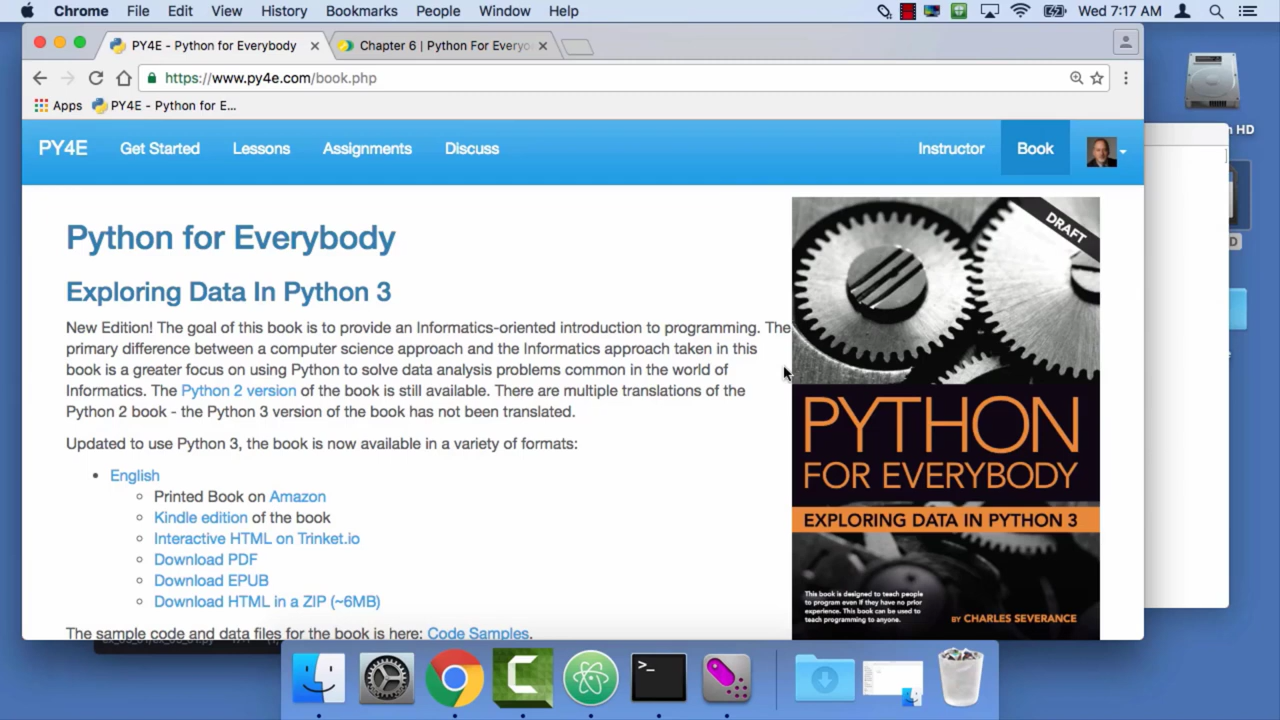 Chrome File Edit View History Bookmarks People Window Help Wed 7:17 AM
PY4E - Python for Everybody Chapter 6 | Python For Everyo
https://www.py4e.com/book.php
Apps PY4E - Python for E...
HD
PY4E Get Started Lessons Assignments Discuss Instructor Book
DRAFT
Python for Everybody
Exploring Data In Python 3
New Edition! The goal of this book is to provide an Informatics-oriented introduction to programming. The
primary difference between a computer science approach and the Informatics approach taken in this
book is a greater focus on using Python to solve data analysis problems common in the world of
Informatics. The Python 2 version of the book is still available. There are multiple translations of the
Python 2 book - the Python 3 version of the book has not been translated.
Updated to use Python 3, the book is now available in a variety of formats:
English
Printed Book on Amazon
Kindle edition of the book
Interactive HTML on Trinket.io
Download PDF
Download EPUB
Download HTML in a ZIP (~6MB)
The sample code and data files for the book is here: Code Samples.
PYTHON
FOR EVERYBODY
EXPLORING DATA IN PYTHON 3
This book is designed to teach people
to program even if they have no prior
experience. This book can be used to
teach programming to anyone.
BY CHARLES SEVERANCE